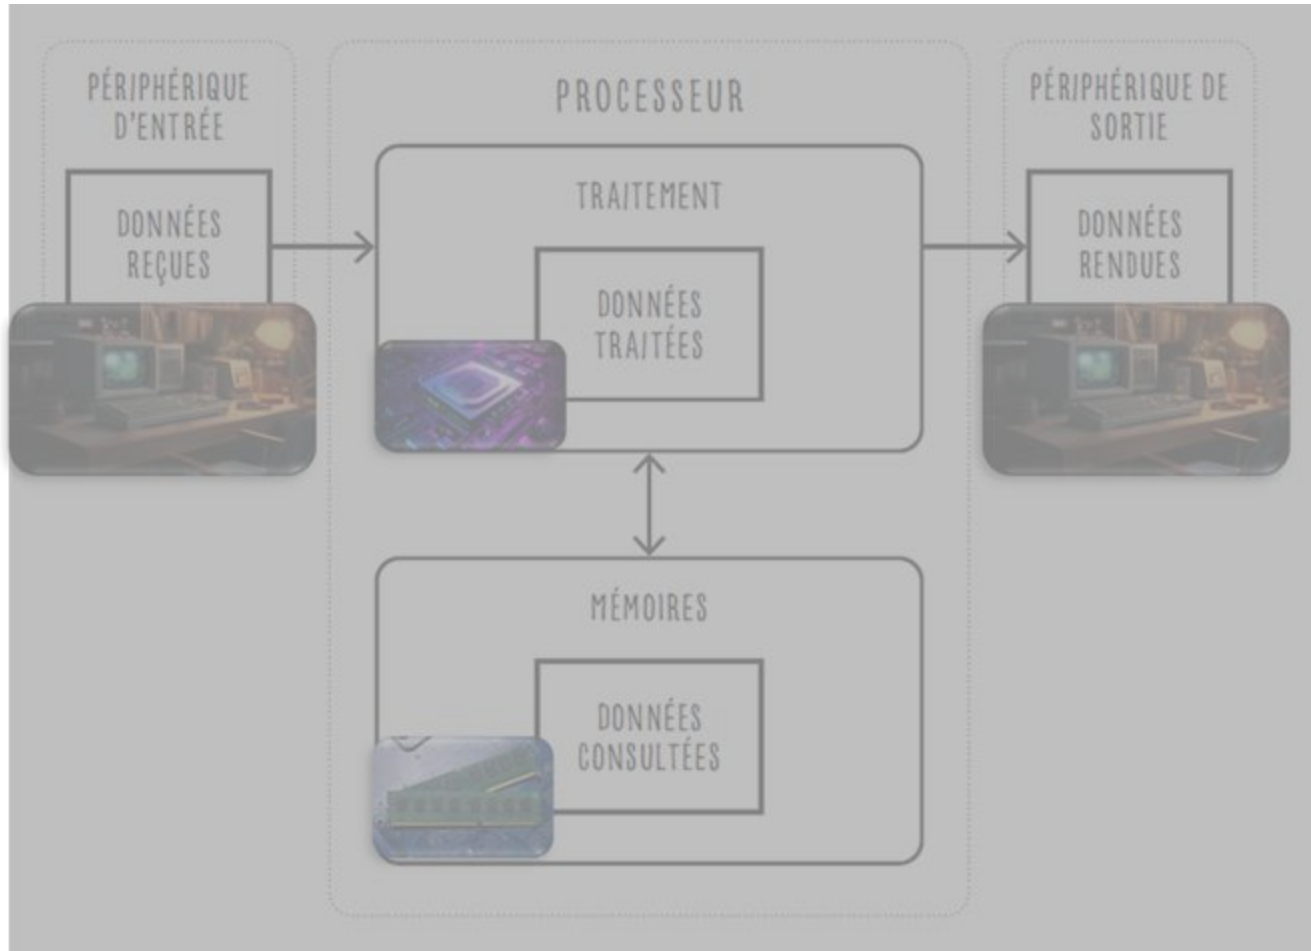 PÉRIPHÉRIQUE
D'ENTRÉE
DONNÉES
REÇUES
PROCESSEUR
TRAITEMENT
DONNÉES
TRAITÉES
MÉMOIRES
DONNÉES
CONSULTÉES
PÉRIPHÉRIQUE DE
SORTIE
DONNÉES
RENDUES